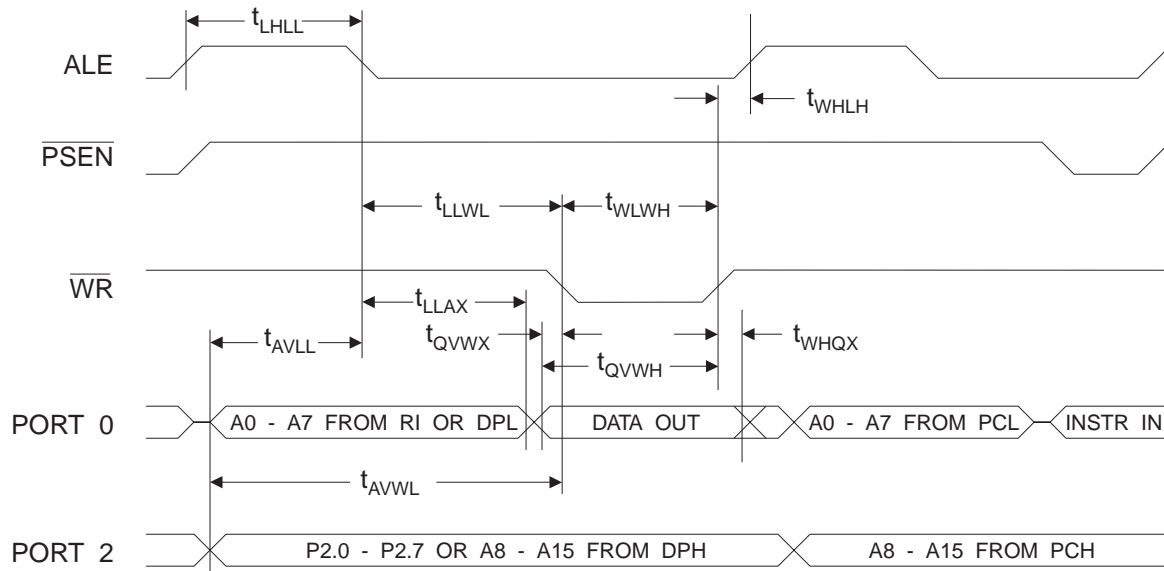 tLHLL
ALE
tWHLH
PSEN
tLLWL
tWLWH
WR
tLLAX
tAVLL
tQVWX
tWHQX
tQVWH
PORT 0
A0 - A7 FROM RI OR DPL
DATA OUT
A0 - A7 FROM PCL
INSTR IN
tAVWL
PORT 2
P2.0 - P2.7 OR A8 - A15 FROM DPH
A8 - A15 FROM PCH